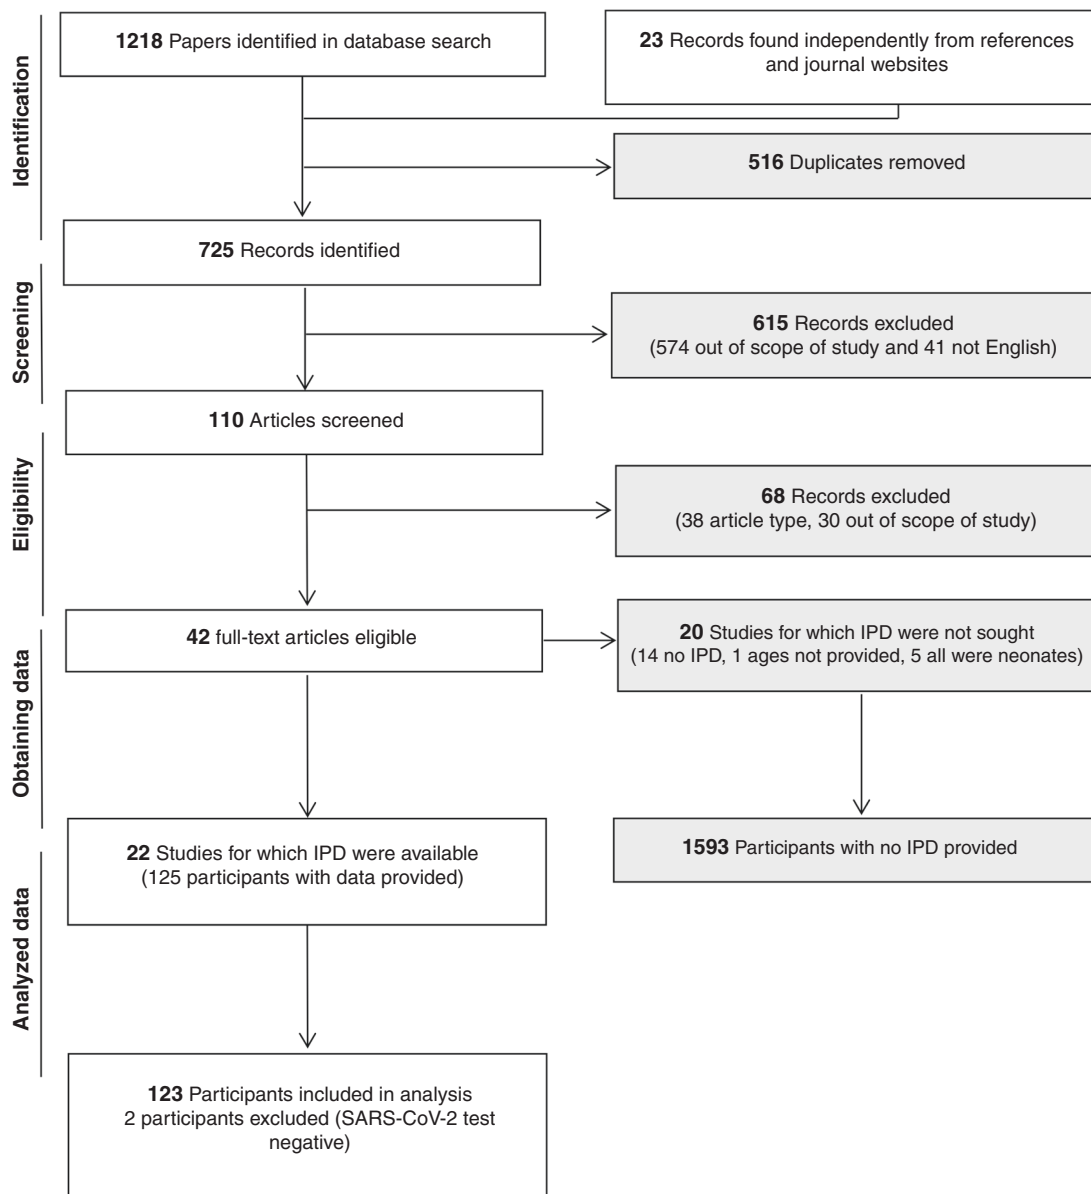 Identification
1218 Papers identified in database search
23 Records found independently from references
and journal websites
516 Duplicates removed
725 Records identified
Screening
615 Records excluded
(574 out of scope of study and 41 not English)
110 Articles screened
Eligibility
68 Records excluded
(38 article type, 30 out of scope of study)
42 full-text articles eligible
Obtaining data
20 Studies for which IPD were not sought
(14 no IPD, 1 ages not provided, 5 all were neonates)
1593 Participants with no IPD provided
22 Studies for which IPD were available
(125 participants with data provided)
Analyzed data
123 Participants included in analysis
2 participants excluded (SARS-CoV-2 test
negative)